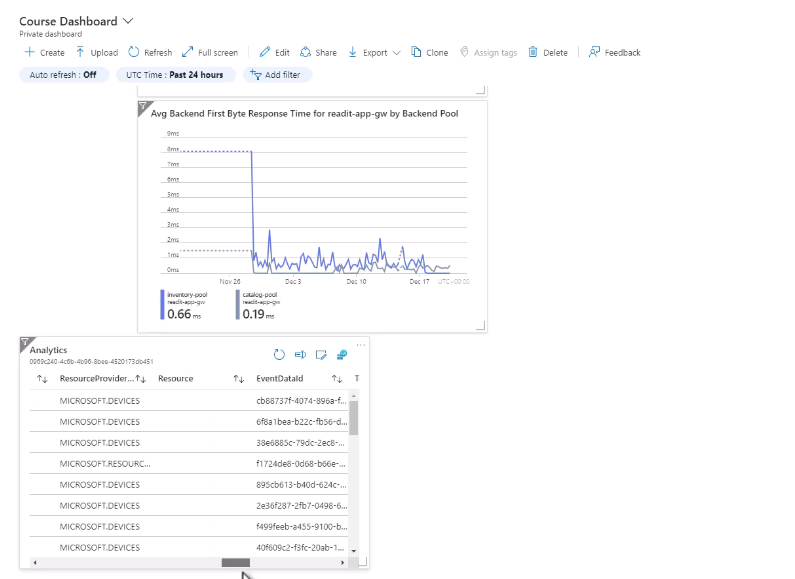 Course Dashboard
Private dashboard
Create Upload Refresh Full screen Edit Share Export Clone Assign tags Delete Feedback
Auto refresh : Off UTC Time : Past 24 hours Add filter
Avg Backend First Byte Response Time for readit-app-gw by Backend Pool
9ms
8ms
7ms
6ms
5ms
4ms
3ms
2ms
1ms
0ms
Nov 26 Dec 3 Dec 10 Dec 17 UTC+00:00
inventory-pool catalog-pool
readit-app-gw readit-app-gw
0.66 ms 0.19 ms
Analytics
0969c240-4c6b-4b96-8bee-4520173db451
ResourceProvider... Resource EventDataId T
MICROSOFT.DEVICES cb88737f-4074-896a-f...
MICROSOFT.DEVICES 6f8a1bea-b22c-fb56-d...
MICROSOFT.DEVICES 38e6885c-79dc-2ec8-...
MICROSOFT.RESOURC... f1724de8-0d68-b66e-...
MICROSOFT.DEVICES 895cb613-b40d-624c-...
MICROSOFT.DEVICES 2e36f287-2fb7-0498-6...
MICROSOFT.DEVICES f499feeb-a455-9100-b...
MICROSOFT.DEVICES 40f609c2-f3fc-20ab-1...